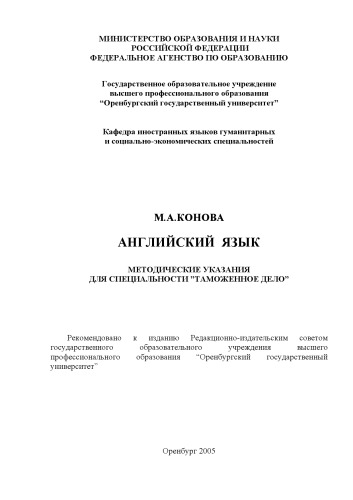 МИНИСТЕРСТВО ОБРАЗОВАНИЯ И НАУКИ
РОССИЙСКОЙ ФЕДЕРАЦИИ
ФЕДЕРАЛЬНОЕ АГЕНСТВО ПО ОБРАЗОВАНИЮ
Государственное образовательное учреждение
высшего профессионального образования
“Оренбургский государственный университет”
Кафедра иностранных языков гуманитарных
и социально-экономических специальностей
М.А.КОНОВА
АНГЛИЙСКИЙ ЯЗЫК
МЕТОДИЧЕСКИЕ УКАЗАНИЯ
ДЛЯ СПЕЦИАЛЬНОСТИ "ТАМОЖЕННОЕ ДЕЛО”
Рекомендовано к изданию Редакционно-издательским советом
государственного образовательного учреждения высшего
профессионального образования “Оренбургский государственный
университет”
Оренбург 2005